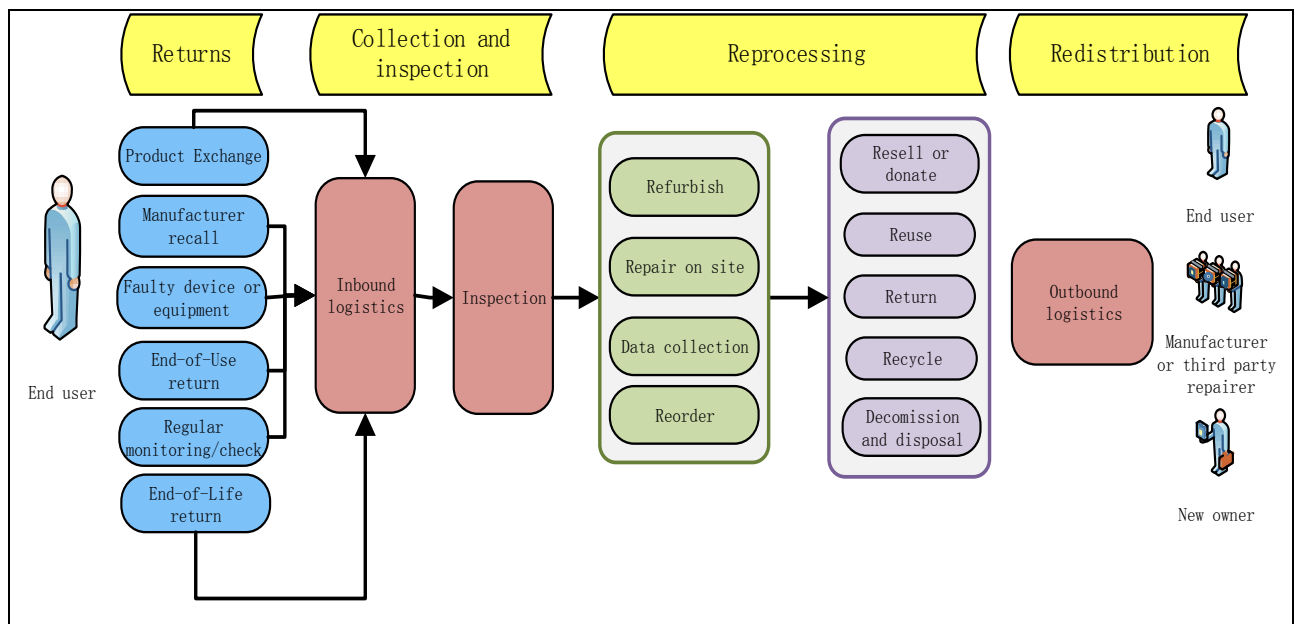 Returns
Collection and
inspection
Reprocessing
Redistribution
Product Exchange
Manufacturer
recall
Faulty device or
equipment
End-of-Use
return
Regular
monitoring/check
End-of-Life
return
End user
Inbound
logistics
Inspection
Refurbish
Repair on site
Data collection
Reorder
Resell or
donate
Reuse
Return
Recycle
Decomission
and disposal
Outbound
logistics
End user
Manufacturer
or third party
repairer
New owner